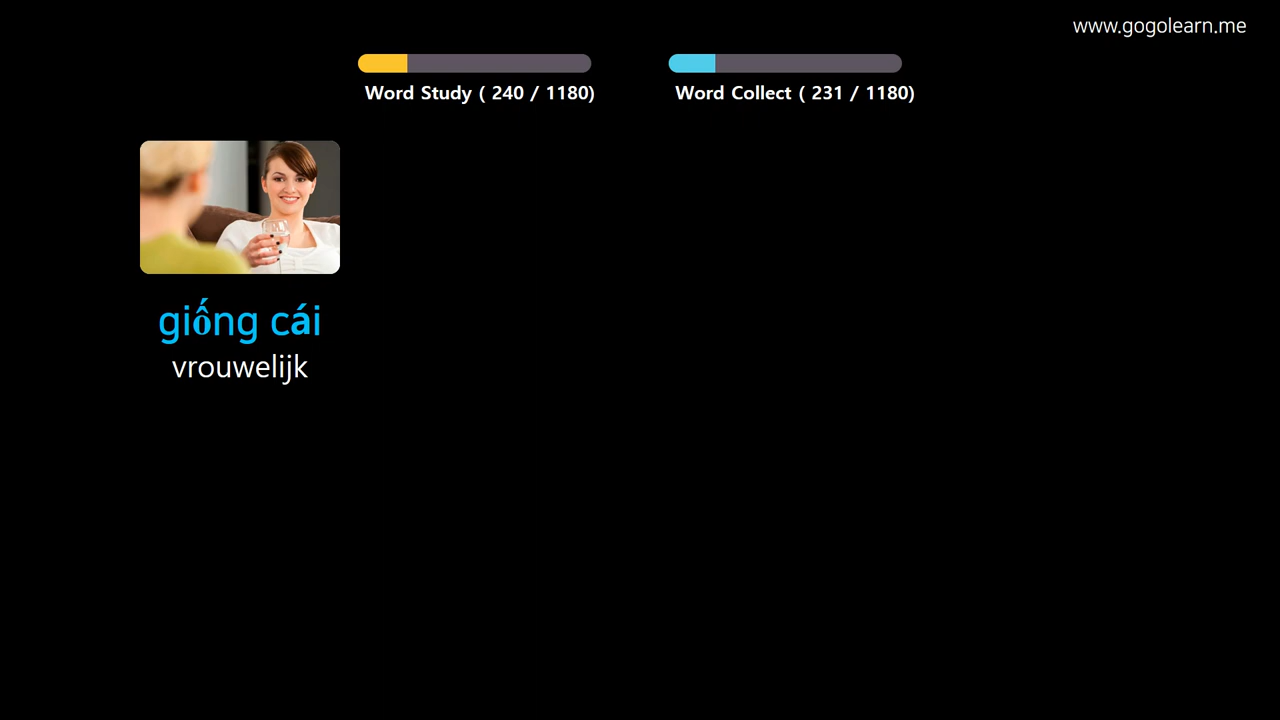 www.gogolearn.me
Word Study ( 240 / 1180)
Word Collect ( 231 / 1180)
giống cái
vrouwelijk